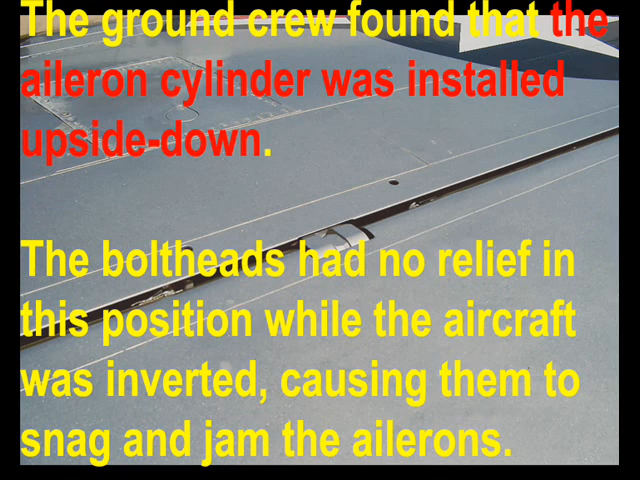 The ground crew found that the
aileron cylinder was installed
upside-down.
The boltheads had no relief in
this position while the aircraft
was inverted, causing them to
snag and jam the ailerons.